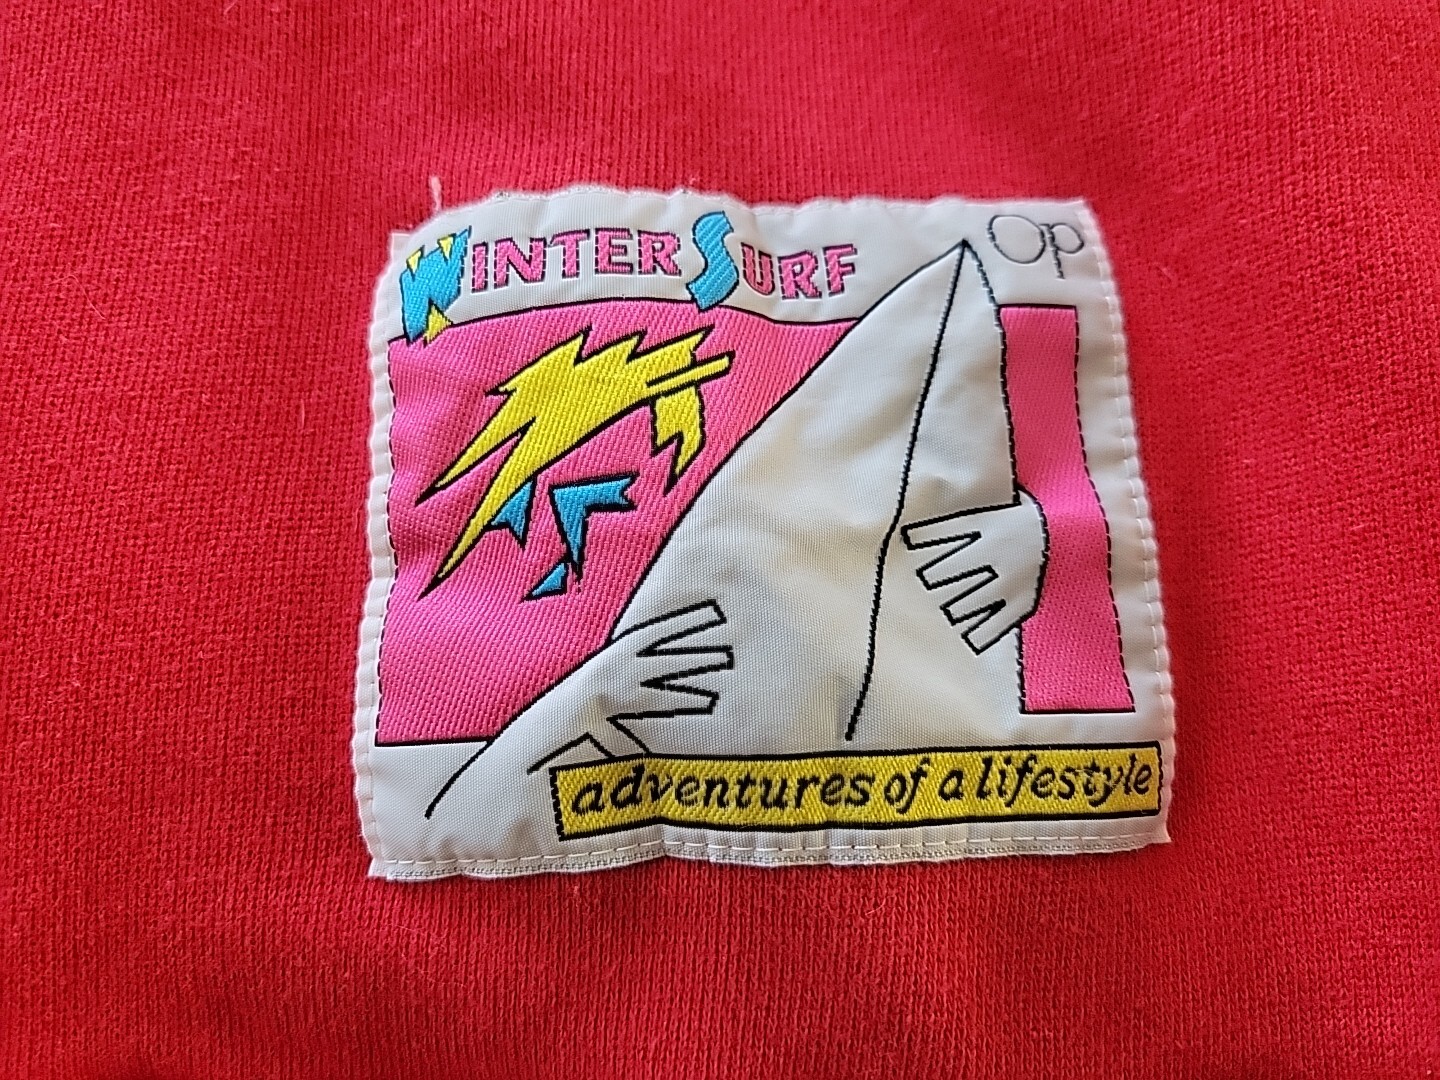 WINTER SURF
Op
adventures of a lifestyle